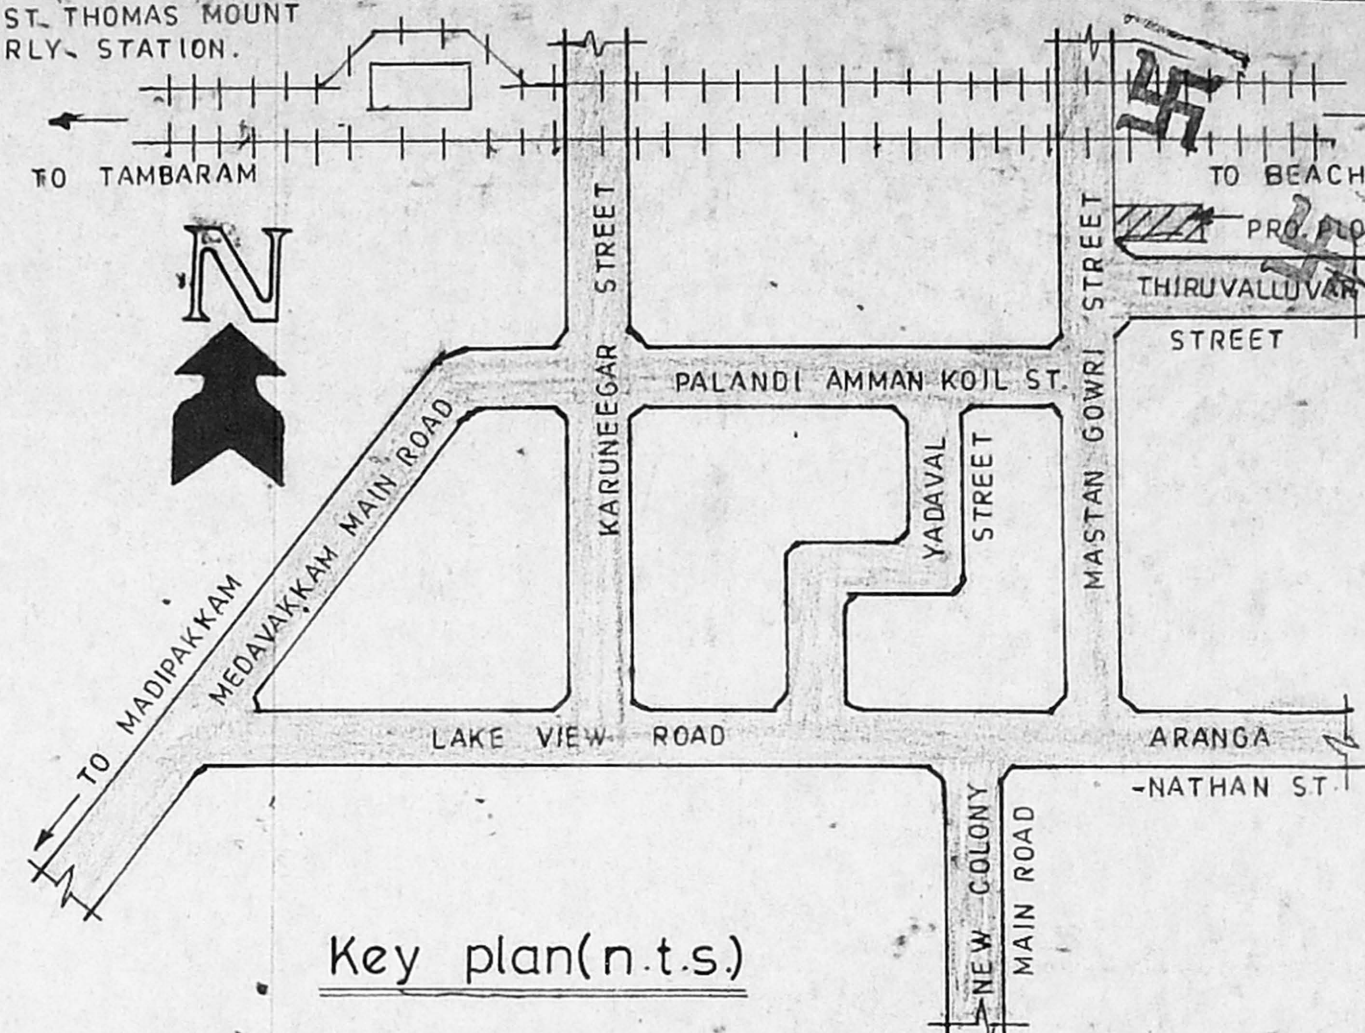 ST. THOMAS MOUNT
RLY. STATION.
TO TAMBARAM
N
TO BEACH
PRO. PLO
THIRUVALLUVAR
STREET
KARUNEEGAR STREET
MASTAN GOWRI STREET
PALANDI AMMAN KOIL ST.
YADAVAL
STREET
MEDAVAKKAM MAIN ROAD
TO MADIPAKKAM
LAKE VIEW ROAD
ARANGA
-NATHAN ST.
NEW COLONY
MAIN ROAD
Key plan(n.t.s.)